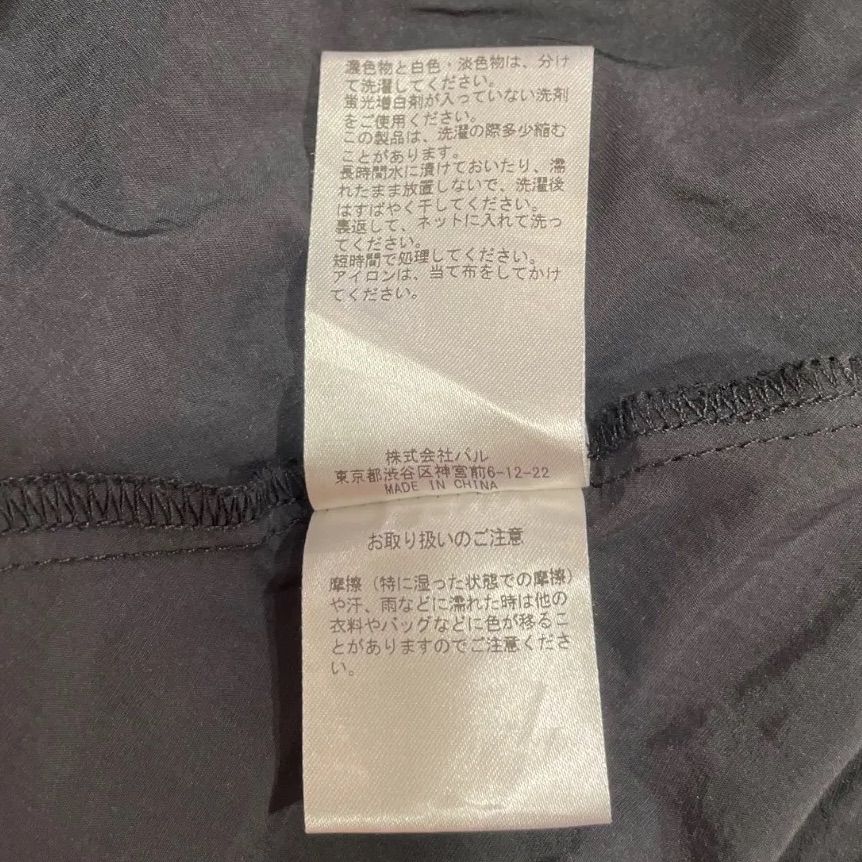 濃色物と白色・淡色物は、分け
て洗濯してください。
蛍光増白剤が入っていない洗剤
をご使用ください。
この製品は、洗濯の際多少縮む
ことがあります。
長時間水に漬けておいたり、濡
れたまま放置しないで、洗濯後
はすばやく干してください。
裏返して、ネットに入れて洗っ
てください。
短時間で処理してください。
アイロンは、当て布をしてかけ
てください。
株式会社パル
東京都渋谷区神宮前6-12-22
MADE IN CHINA
お取り扱いのご注意
摩擦（特に湿った状態での摩擦）
や汗、雨などに濡れた時は他の
衣料やバッグなどに色が移るこ
とがありますのでご注意くださ
い。